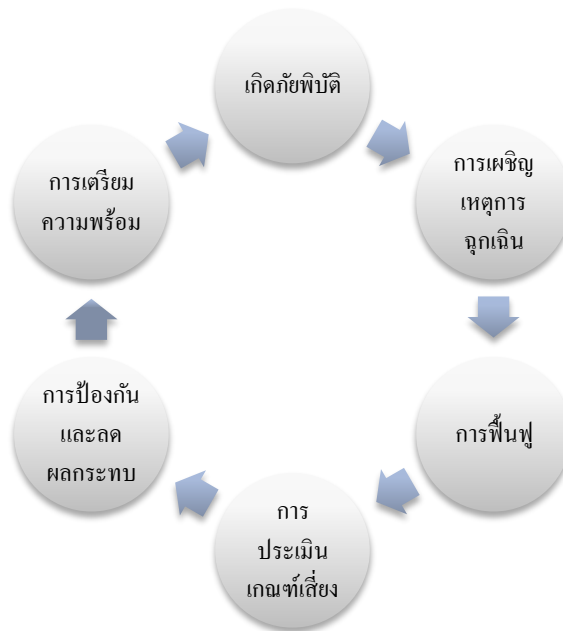 เกิดภัยพิบัติ
การเผชิญ
เหตุการ
ฉุกเฉิน
การฟื้นฟู
การ
ประเมิน
เกณฑ์เสี่ยง
การป้องกัน
และลด
ผลกระทบ
การเตรียม
ความพร้อม